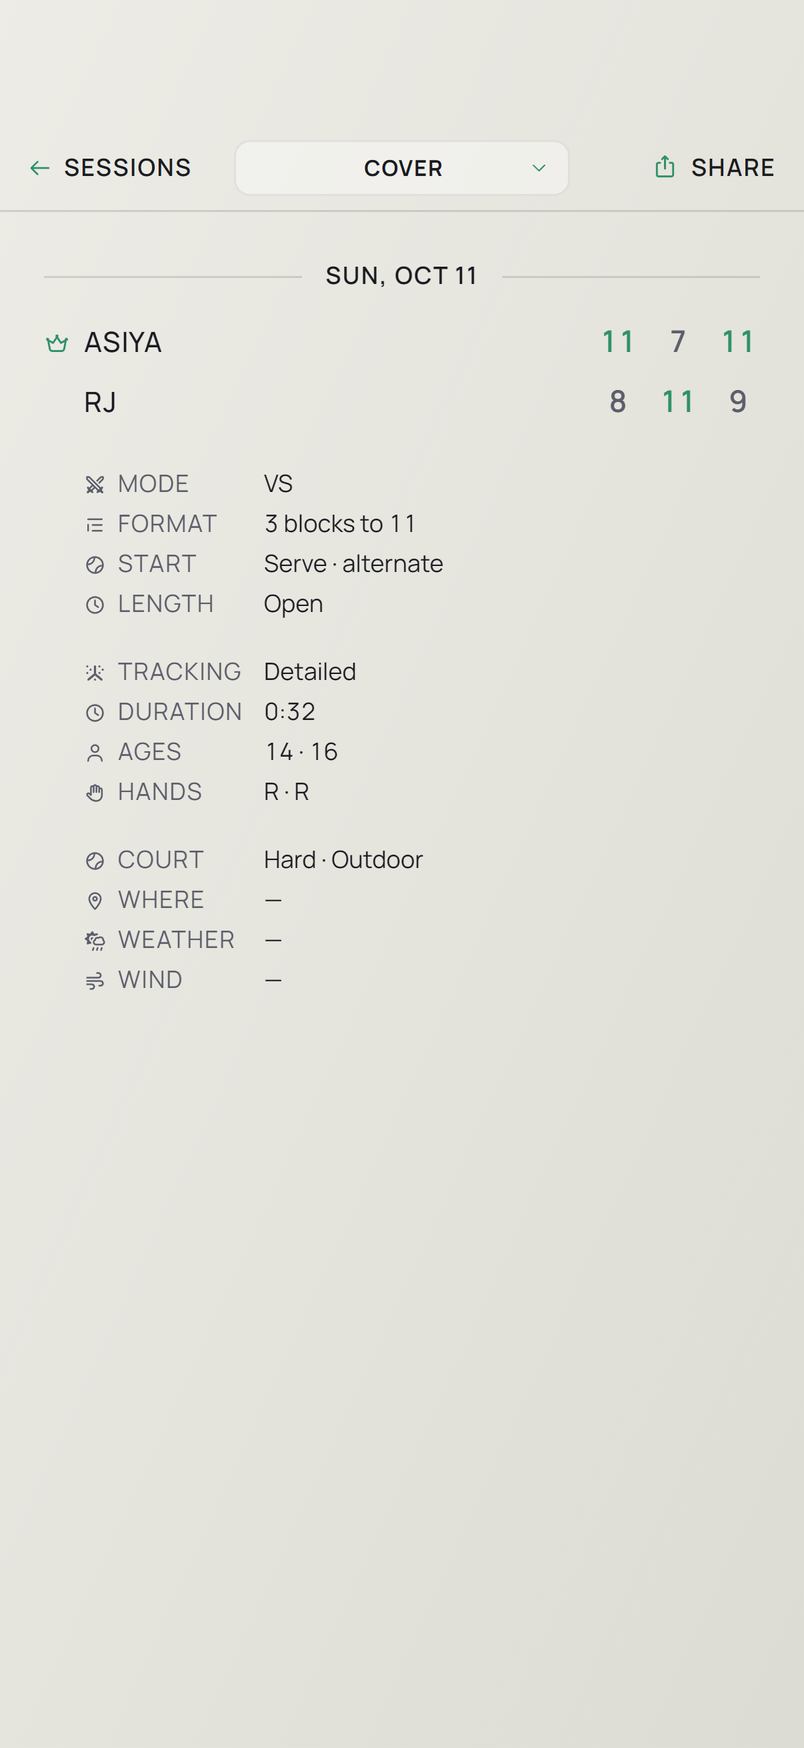 SESSIONS COVER SHARE
SUN, OCT 11
ASIYA 11 7 11
RJ 8 11 9
MODE VS
FORMAT 3 blocks to 11
START Serve · alternate
LENGTH Open
TRACKING Detailed
DURATION 0:32
AGES 14 · 16
HANDS R · R
COURT Hard · Outdoor
WHERE –
WEATHER –
WIND –